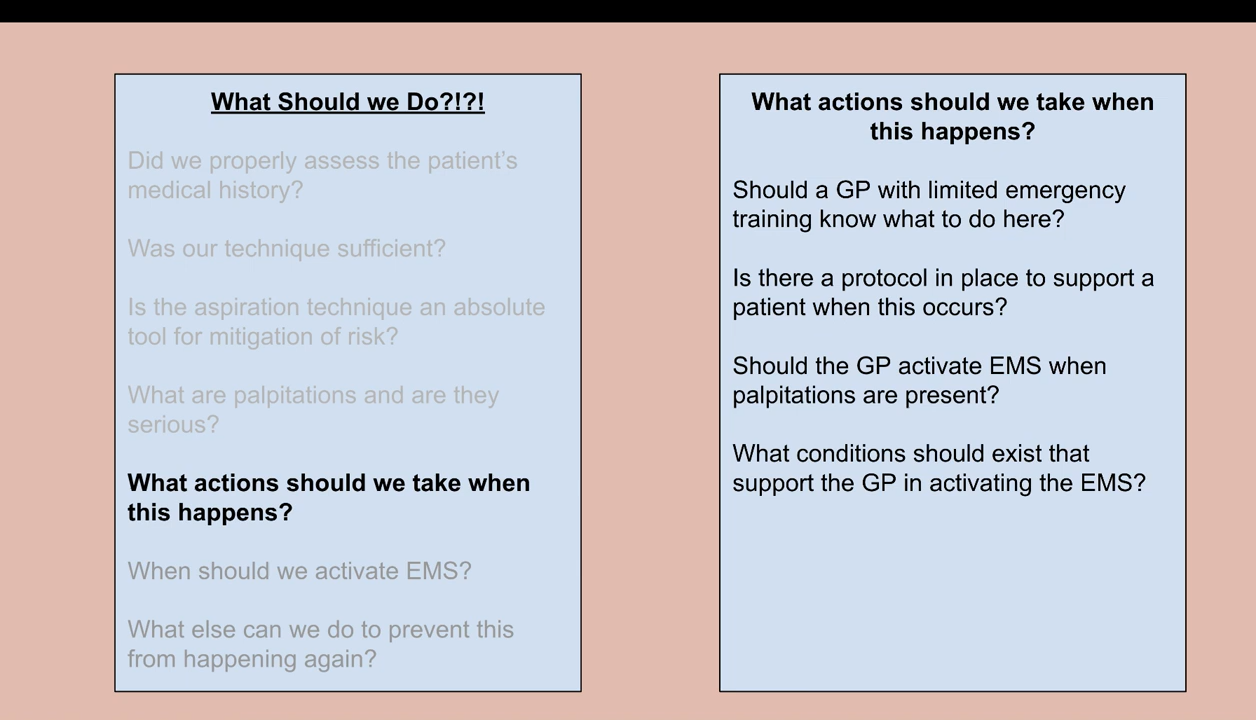 What Should we Do?!?!
Did we properly assess the patient's
medical history?
Was our technique sufficient?
Is the aspiration technique an absolute
tool for mitigation of risk?
What are palpitations and are they
serious?
What actions should we take when
this happens?
When should we activate EMS?
What else can we do to prevent this
from happening again?
What actions should we take when
this happens?
Should a GP with limited emergency
training know what to do here?
Is there a protocol in place to support a
patient when this occurs?
Should the GP activate EMS when
palpitations are present?
What conditions should exist that
support the GP in activating the EMS?